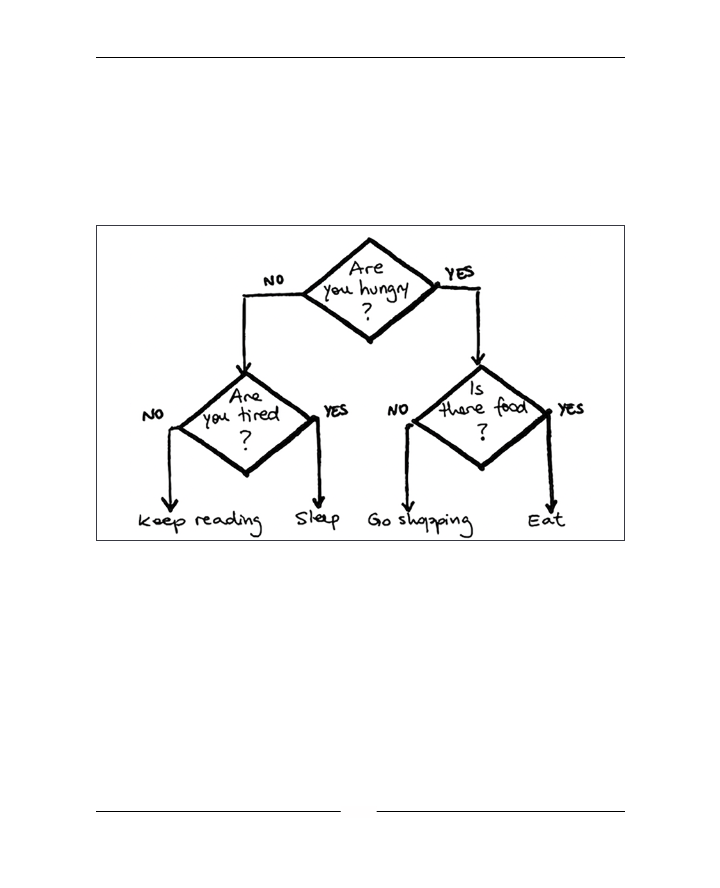 Are
you hungry
?
NO
YES
Are
you tired
?
NO
YES
Is
there food
?
NO
YES
Keep reading
Sleep
Go shopping
Eat